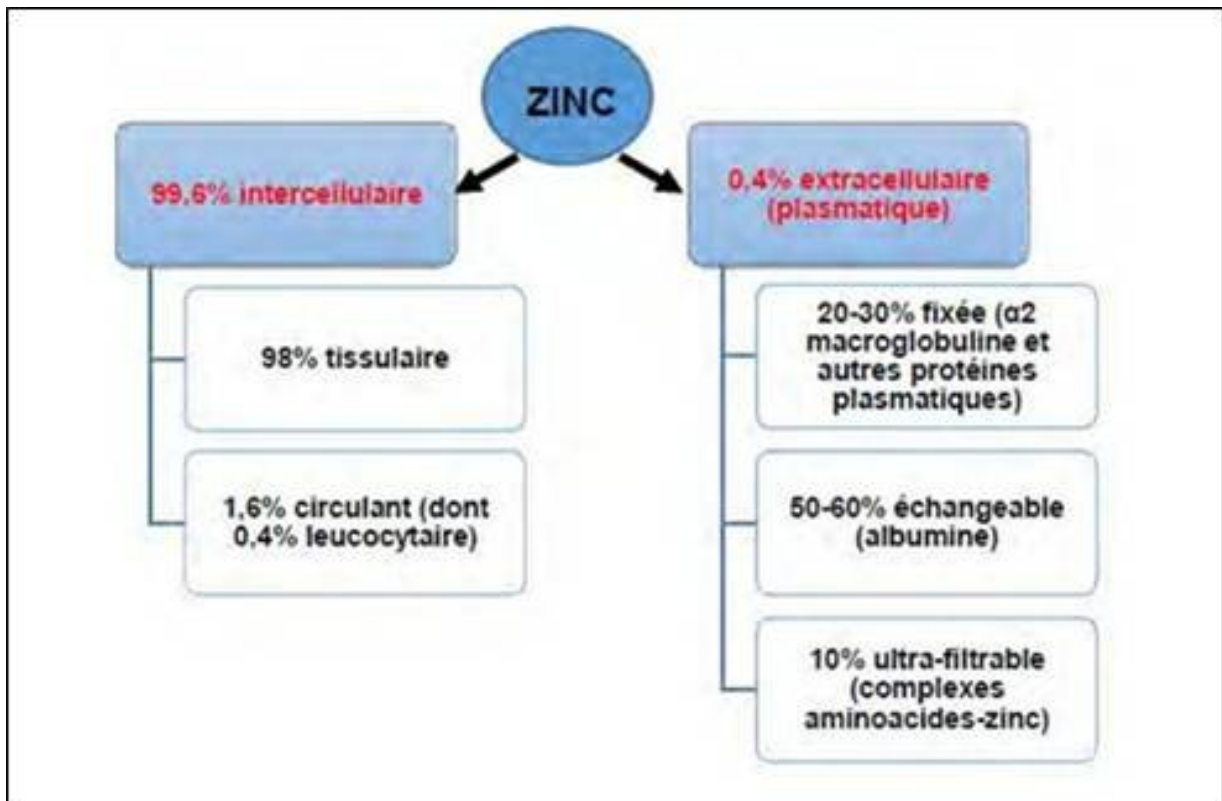 ZINC
99,6% intercellulaire
98% tissulaire
1,6% circulant (dont
0,4% leucocytaire)
0,4% extracellulaire
(plasmatique)
20-30% fixée (α2
macroglobuline et
autres protéines
plasmatiques)
50-60% échangeable
(albumine)
10% ultra-filtrable
(complexes
aminoacides-zinc)